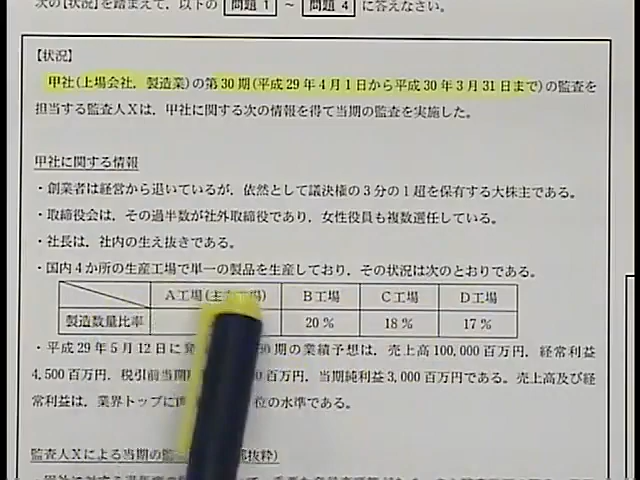 次の【状況】を踏まえて、以下の 問題 1 ～ 問題 4 に答えなさい。
【状況】
甲社(上場会社、製造業)の第30期(平成29年4月1日から平成30年3月31日まで)の監査を
担当する監査人Xは、甲社に関する次の情報を得て当期の監査を実施した。
甲社に関する情報
・創業者は経営から退いているが、依然として議決権の3分の1超を保有する大株主である。
・取締役会は、その過半数が社外取締役であり、女性役員も複数選任している。
・社長は、社内の生え抜きである。
・国内4か所の生産工場で単一の製品を生産しており、その状況は次のとおりである。
A工場(主力工場) B工場 C工場 D工場
製造数量比率 20% 18% 17%
・平成29年5月12日に発 0期の業績予想は、売上高100,000百万円、経常利益
4,500百万円、税引前当期 0百万円、当期純利益3,000百万円である。売上高及び経
常利益は、業界トップに 位の水準である。
監査人Xによる当期の監 抜粋)